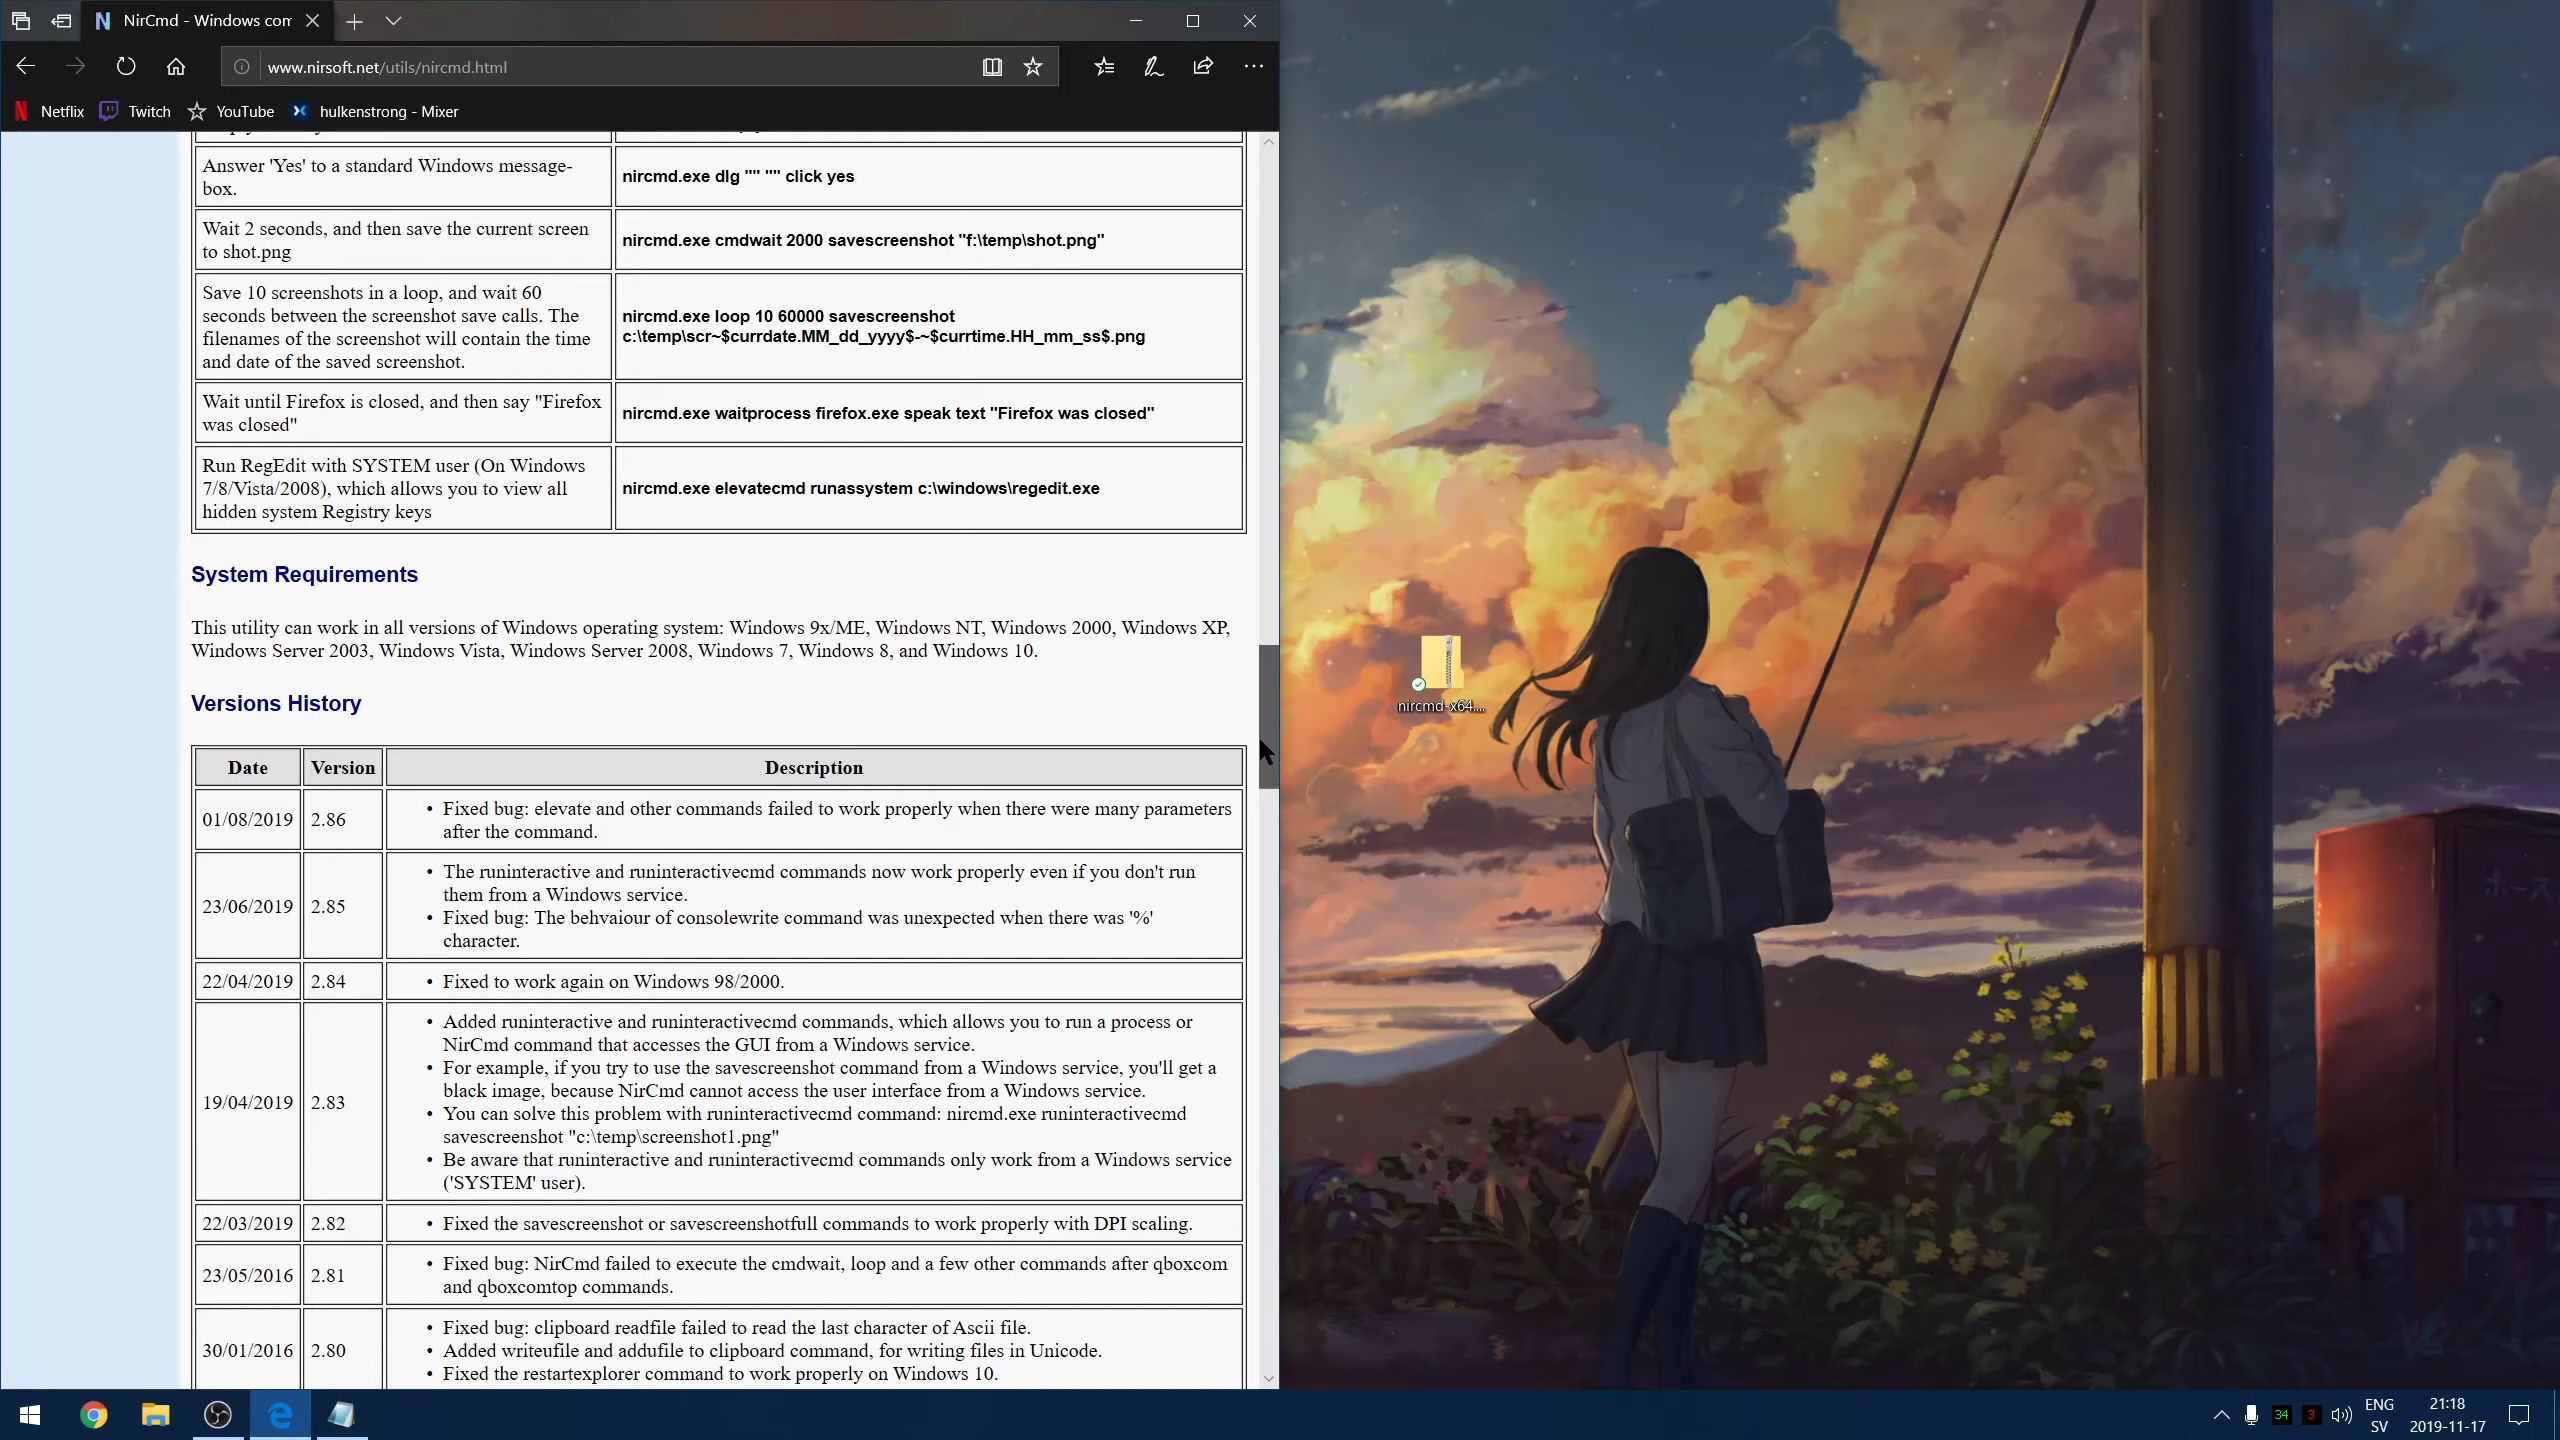 NirCmd - Windows com
www.nirsoft.net/utils/nircmd.html
Netflix
Twitch
YouTube
hulkenstrong - Mixer
Answer 'Yes' to a standard Windows message-
box.
nircmd.exe dlg "" "" click yes
Wait 2 seconds, and then save the current screen
to shot.png
nircmd.exe cmdwait 2000 savescreenshot "f:\temp\shot.png"
Save 10 screenshots in a loop, and wait 60
seconds between the screenshot save calls. The
filenames of the screenshot will contain the time
and date of the saved screenshot.
nircmd.exe loop 10 60000 savescreenshot
c:\temp\scr~$currdate.MM_dd_yyyy$-~$currtime.HH_mm_ss$.png
Wait until Firefox is closed, and then say "Firefox
was closed"
nircmd.exe waitprocess firefox.exe speak text "Firefox was closed"
Run RegEdit with SYSTEM user (On Windows
7/8/Vista/2008), which allows you to view all
hidden system Registry keys
nircmd.exe elevatecmd runassystem c:\windows\regedit.exe
System Requirements
This utility can work in all versions of Windows operating system: Windows 9x/ME, Windows NT, Windows 2000, Windows XP,
Windows Server 2003, Windows Vista, Windows Server 2008, Windows 7, Windows 8, and Windows 10.
Versions History
Date Version Description
01/08/2019 2.86
• Fixed bug: elevate and other commands failed to work properly when there were many parameters
after the command.
23/06/2019 2.85
• The runinteractive and runinteractivecmd commands now work properly even if you don't run
them from a Windows service.
• Fixed bug: The behvaiour of consolewrite command was unexpected when there was '%'
character.
22/04/2019 2.84
• Fixed to work again on Windows 98/2000.
19/04/2019 2.83
• Added runinteractive and runinteractivecmd commands, which allows you to run a process or
NirCmd command that accesses the GUI from a Windows service.
• For example, if you try to use the savescreenshot command from a Windows service, you'll get a
black image, because NirCmd cannot access the user interface from a Windows service.
• You can solve this problem with runinteractivecmd command: nircmd.exe runinteractivecmd
savescreenshot "c:\temp\screenshot1.png"
• Be aware that runinteractive and runinteractivecmd commands only work from a Windows service
('SYSTEM' user).
22/03/2019 2.82
• Fixed the savescreenshot or savescreenshotfull commands to work properly with DPI scaling.
23/05/2016 2.81
• Fixed bug: NirCmd failed to execute the cmdwait, loop and a few other commands after qboxcom
and qboxcomtop commands.
30/01/2016 2.80
• Fixed bug: clipboard readfile failed to read the last character of Ascii file.
• Added writeufile and addufile to clipboard command, for writing files in Unicode.
• Fixed the restartexplorer command to work properly on Windows 10.
nircmd-x64....
34
3
ENG
SV
21:18
2019-11-17